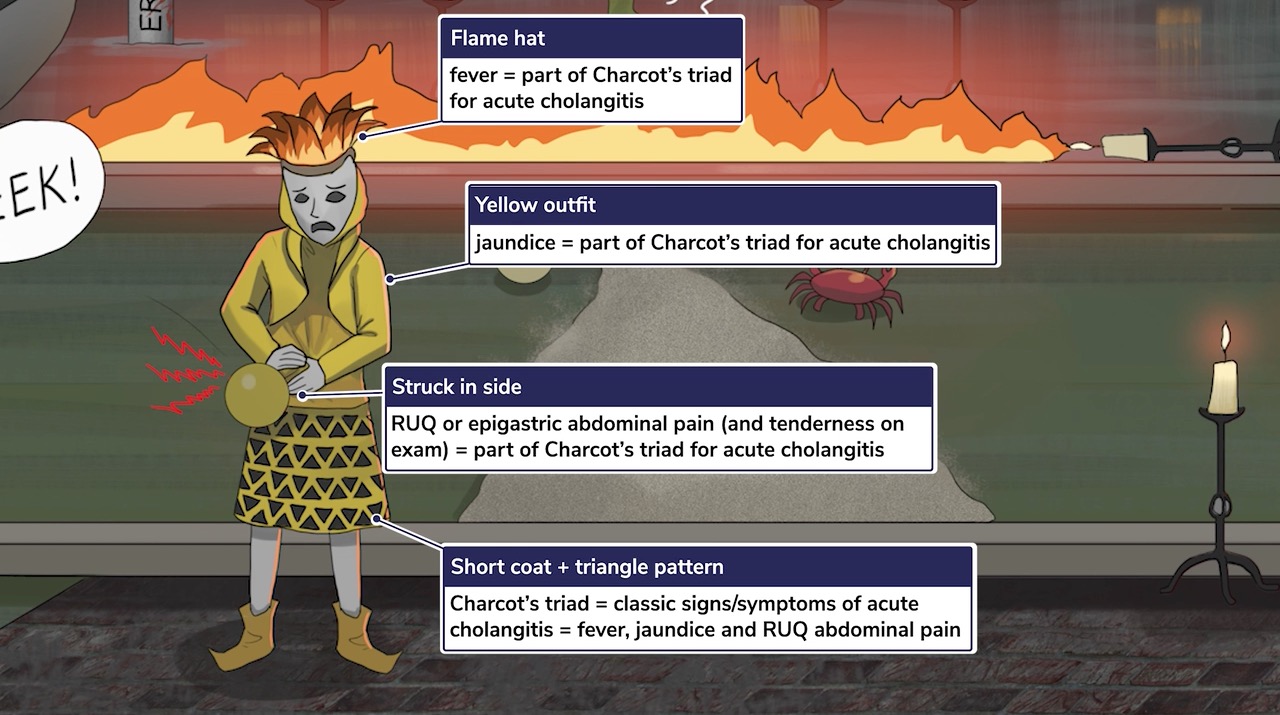 ER
Flame hat
fever = part of Charcot's triad
for acute cholangitis
EEK!
Yellow outfit
jaundice = part of Charcot's triad for acute cholangitis
Struck in side
RUQ or epigastric abdominal pain (and tenderness on
exam) = part of Charcot's triad for acute cholangitis
Short coat + triangle pattern
Charcot's triad = classic signs/symptoms of acute
cholangitis = fever, jaundice and RUQ abdominal pain